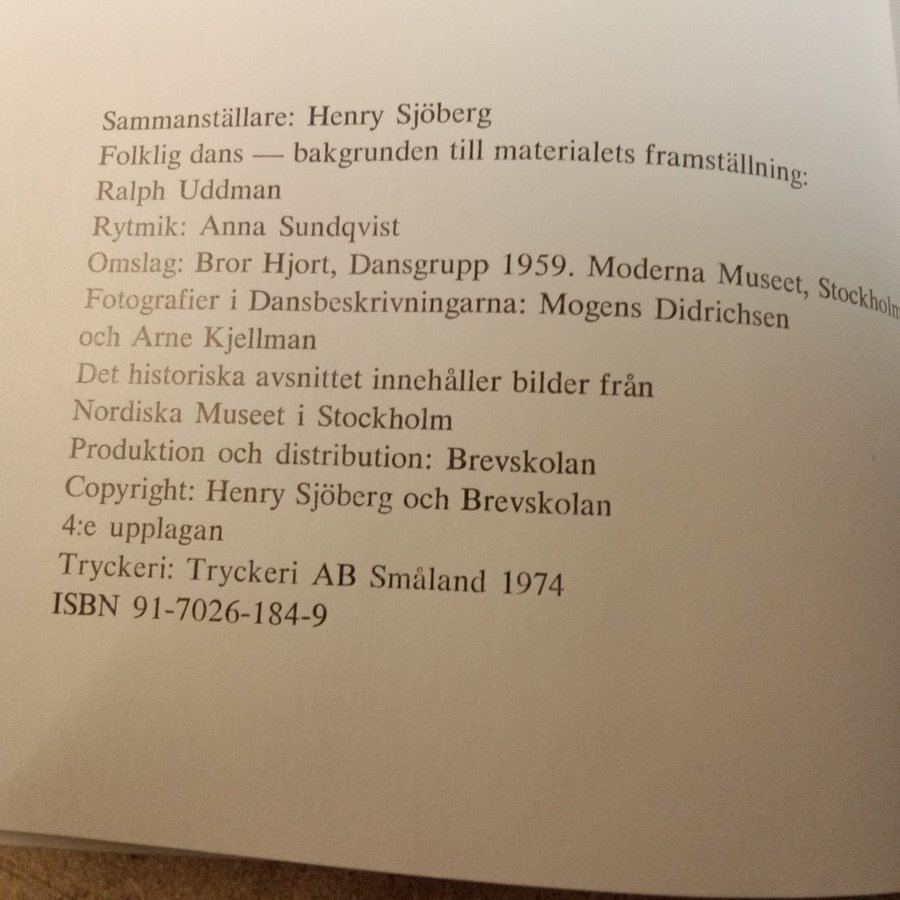 Sammanställare: Henry Sjöberg
Folklig dans — bakgrunden till materialets framställning:
Ralph Uddman
Rytmik: Anna Sundqvist
Omslag: Bror Hjort, Dansgrupp 1959. Moderna Museet, Stockholm
Fotografier i Dansbeskrivningarna: Mogens Didrichsen
och Arne Kjellman
Det historiska avsnittet innehåller bilder från
Nordiska Museet i Stockholm
Produktion och distribution: Brevskolan
Copyright: Henry Sjöberg och Brevskolan
4:e upplagan
Tryckeri: Tryckeri AB Småland 1974
ISBN 91-7026-184-9